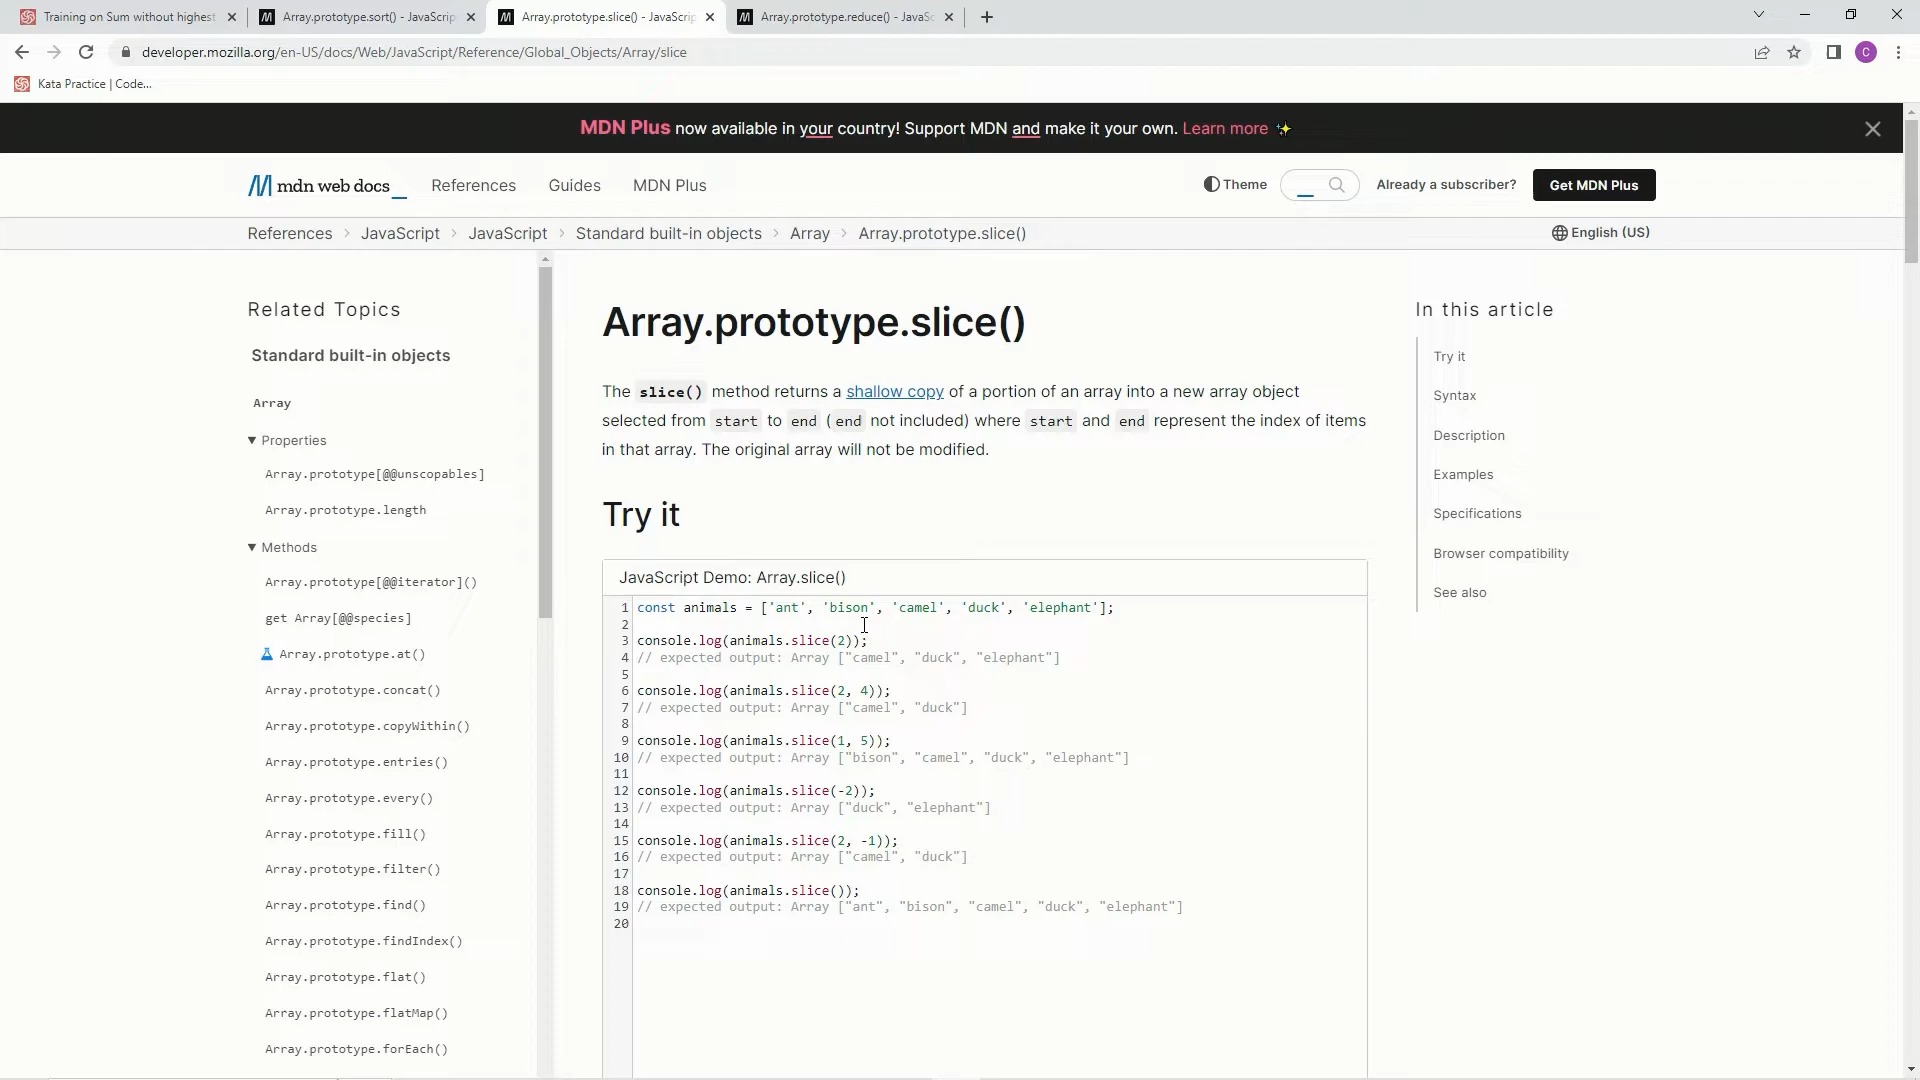 Training on Sum without highest
Array.prototype.sort() - JavaScrip
Array.prototype.slice() - JavaScrip
Array.prototype.reduce() - JavaSc
developer.mozilla.org/en-US/docs/Web/JavaScript/Reference/Global_Objects/Array/slice
C
Kata Practice | Code...
MDN Plus now available in your country! Support MDN and make it your own. Learn more ✨
mdn web docs_
References
Guides
MDN Plus
Theme
Already a subscriber?
Get MDN Plus
References > JavaScript > JavaScript > Standard built-in objects > Array > Array.prototype.slice()
English (US)
Related Topics
Standard built-in objects
Array
▼ Properties
Array.prototype[@@unscopables]
Array.prototype.length
▼ Methods
Array.prototype[@@iterator]()
get Array[@@species]
Array.prototype.at()
Array.prototype.concat()
Array.prototype.copyWithin()
Array.prototype.entries()
Array.prototype.every()
Array.prototype.fill()
Array.prototype.filter()
Array.prototype.find()
Array.prototype.findIndex()
Array.prototype.flat()
Array.prototype.flatMap()
Array.prototype.forEach()
Array.prototype.slice()
The slice() method returns a shallow copy of a portion of an array into a new array object
selected from start to end (end not included) where start and end represent the index of items
in that array. The original array will not be modified.
Try it
JavaScript Demo: Array.slice()
1 const animals = ['ant', 'bison', 'camel', 'duck', 'elephant'];
2
3 console.log(animals.slice(2));
4 // expected output: Array ["camel", "duck", "elephant"]
5
6 console.log(animals.slice(2, 4));
7 // expected output: Array ["camel", "duck"]
8
9 console.log(animals.slice(1, 5));
10 // expected output: Array ["bison", "camel", "duck", "elephant"]
11
12 console.log(animals.slice(-2));
13 // expected output: Array ["duck", "elephant"]
14
15 console.log(animals.slice(2, -1));
16 // expected output: Array ["camel", "duck"]
17
18 console.log(animals.slice());
19 // expected output: Array ["ant", "bison", "camel", "duck", "elephant"]
20
In this article
Try it
Syntax
Description
Examples
Specifications
Browser compatibility
See also